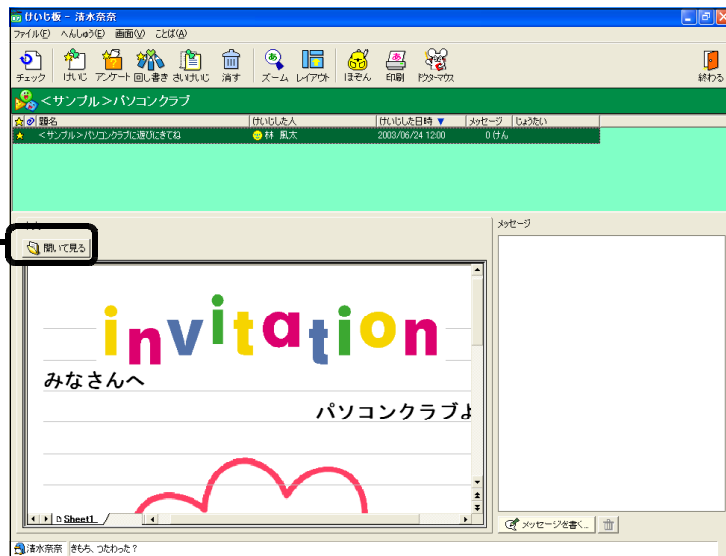 けいじ板 - 清水奈奈
ファイル(F) へんしゅう(E) 画面(V) ことば(A)
チェック けいじ アンケート 回し書き さいけいじ 消す ズーム レイアウト ほぞん 印刷 ドクターマウス 終わる
<サンプル>パソコンクラブ
題名 けいじした人 けいじした日時 ▼ メッセージ じょうたい
<サンプル>パソコンクラブに遊びにきてね 林 風太 2003/06/24 12:00 0 けん
メッセージ
開いて見る
invitation
みなさんへ
パソコンクラブよ
Sheet1
メッセージを書く...
清水奈奈 きもち、つたわった?